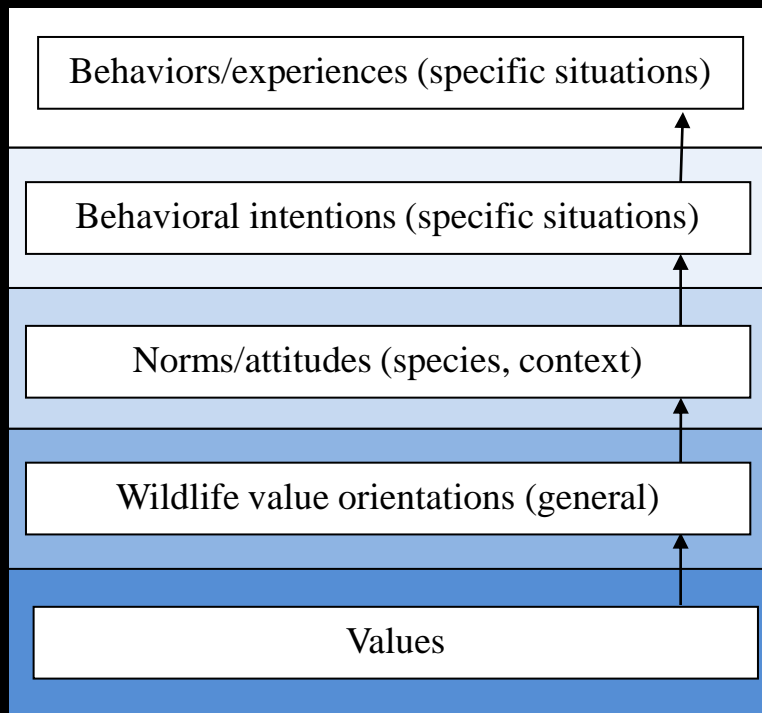 Behaviors/experiences (specific situations)
Behavioral intentions (specific situations)
Norms/attitudes (species, context)
Wildlife value orientations (general)
Values